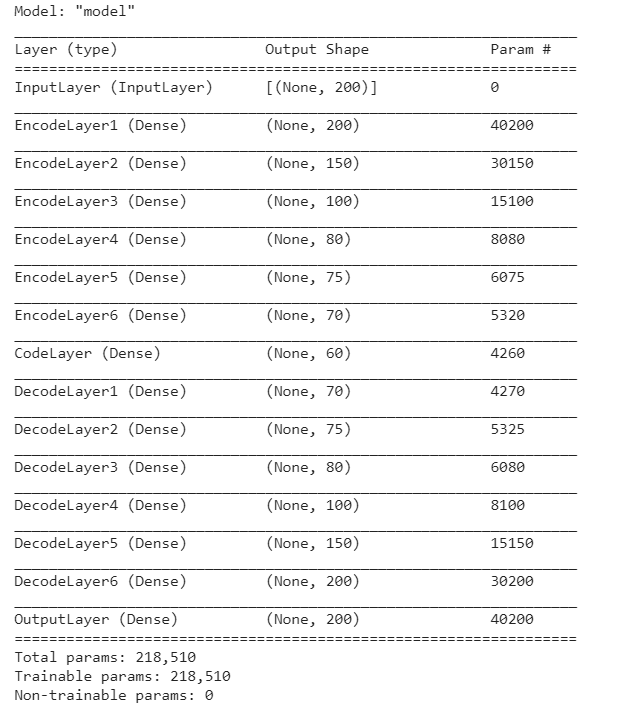 Model: "model"
Layer (type) Output Shape Param #
InputLayer (InputLayer) [(None, 200)] 0
EncodeLayer1 (Dense) (None, 200) 40200
EncodeLayer2 (Dense) (None, 150) 30150
EncodeLayer3 (Dense) (None, 100) 15100
EncodeLayer4 (Dense) (None, 80) 8080
EncodeLayer5 (Dense) (None, 75) 6075
EncodeLayer6 (Dense) (None, 70) 5320
CodeLayer (Dense) (None, 60) 4260
DecodeLayer1 (Dense) (None, 70) 4270
DecodeLayer2 (Dense) (None, 75) 5325
DecodeLayer3 (Dense) (None, 80) 6080
DecodeLayer4 (Dense) (None, 100) 8100
DecodeLayer5 (Dense) (None, 150) 15150
DecodeLayer6 (Dense) (None, 200) 30200
OutputLayer (Dense) (None, 200) 40200
Total params: 218,510
Trainable params: 218,510
Non-trainable params: 0